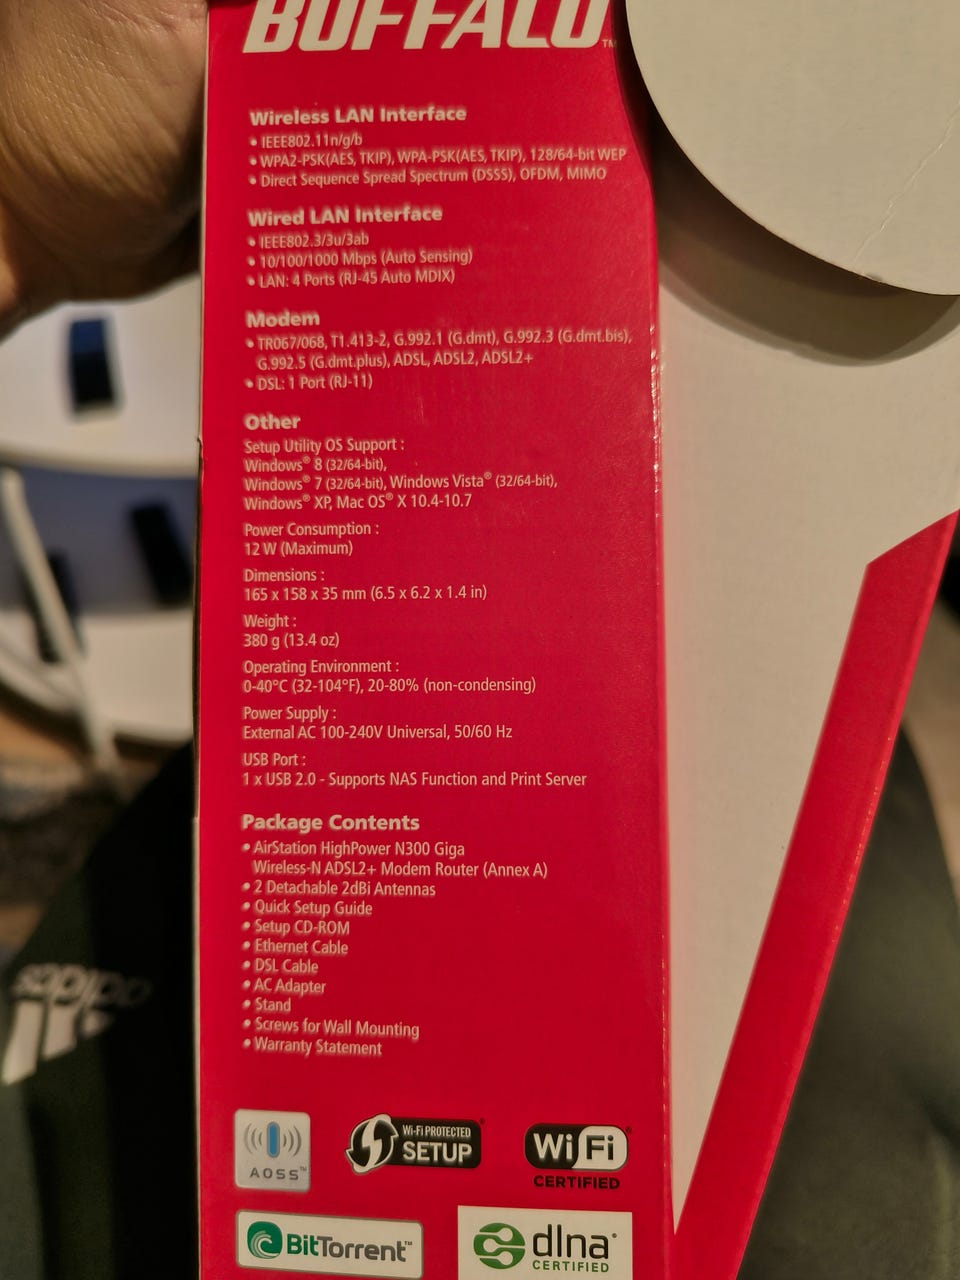 BUFFALO™
Wireless LAN Interface
• IEEE802.11n/g/b
• WPA2-PSK(AES, TKIP), WPA-PSK(AES, TKIP), 128/64-bit WEP
• Direct Sequence Spread Spectrum (DSSS), OFDM, MIMO
Wired LAN Interface
• IEEE802.3/3u/3ab
• 10/100/1000 Mbps (Auto Sensing)
• LAN: 4 Ports (RJ-45 Auto MDIX)
Modem
• TR067/068, T1.413-2, G.992.1 (G.dmt), G.992.3 (G.dmt.bis),
G.992.5 (G.dmt.plus), ADSL, ADSL2, ADSL2+
• DSL: 1 Port (RJ-11)
Other
Setup Utility OS Support :
Windows® 8 (32/64-bit),
Windows® 7 (32/64-bit), Windows Vista® (32/64-bit),
Windows® XP, Mac OS® X 10.4-10.7
Power Consumption :
12 W (Maximum)
Dimensions :
165 x 158 x 35 mm (6.5 x 6.2 x 1.4 in)
Weight :
380 g (13.4 oz)
Operating Environment :
0-40°C (32-104°F), 20-80% (non-condensing)
Power Supply :
External AC 100-240V Universal, 50/60 Hz
USB Port :
1 x USB 2.0 - Supports NAS Function and Print Server
Package Contents
• AirStation HighPower N300 Giga
Wireless-N ADSL2+ Modem Router (Annex A)
• 2 Detachable 2dBi Antennas
• Quick Setup Guide
• Setup CD-ROM
• Ethernet Cable
• DSL Cable
• AC Adapter
• Stand
• Screws for Wall Mounting
• Warranty Statement
AOSS™
Wi-Fi PROTECTED
SETUP®
WiFi®
CERTIFIED
BitTorrent™
dlna®
CERTIFIED
adidas